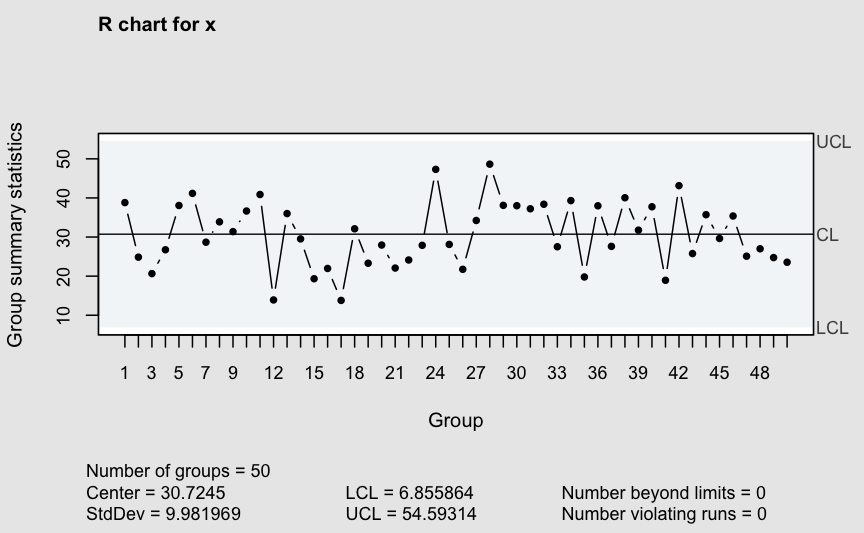 R chart for x
Group summary statistics
50
40
30
20
10
UCL
CL
LCL
1 3 5 7 9 12 15 18 21 24 27 30 33 36 39 42 45 48
Group
Number of groups = 50
Center = 30.7245 LCL = 6.855864 Number beyond limits = 0
StdDev = 9.981969 UCL = 54.59314 Number violating runs = 0